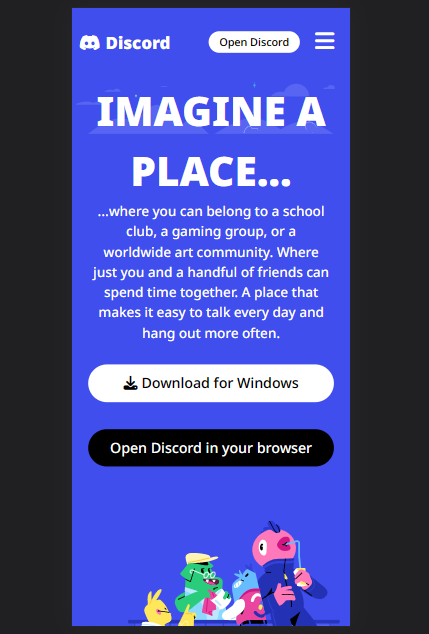 Discord
Open Discord
IMAGINE A
PLACE...
...where you can belong to a school
club, a gaming group, or a
worldwide art community. Where
just you and a handful of friends can
spend time together. A place that
makes it easy to talk every day and
hang out more often.
Download for Windows
Open Discord in your browser